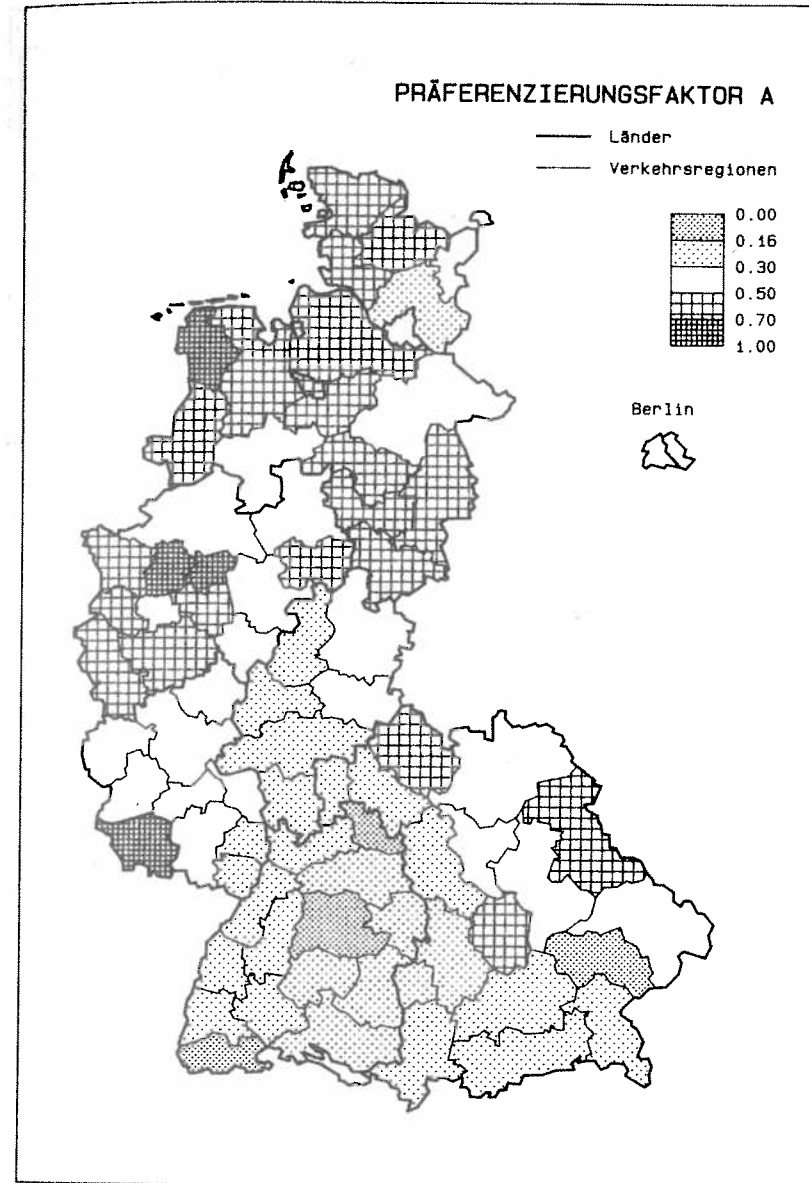 PRÄFERENZIERUNGSFAKTOR A
Länder
Verkehrsregionen
0.00
0.16
0.30
0.50
0.70
1.00
Berlin